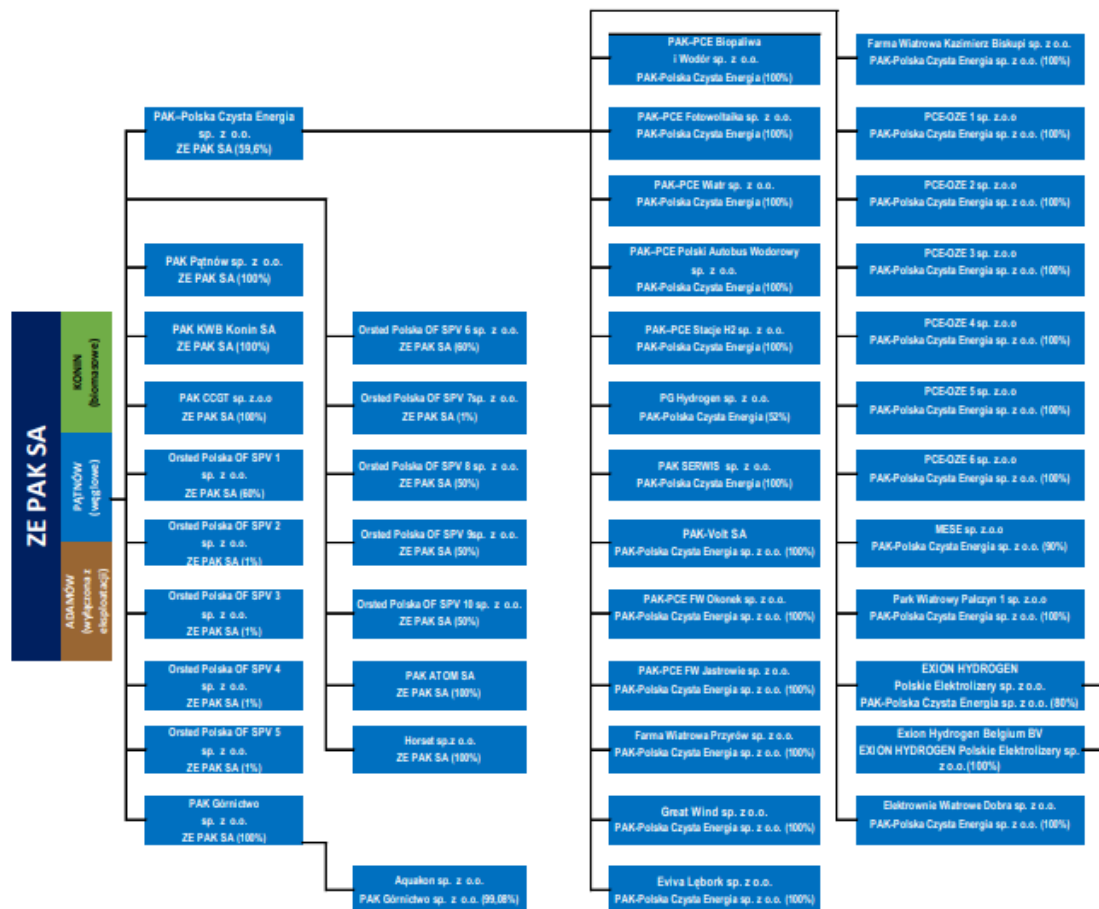 ZE PAK SA
KONIN
(biomasowe)
PĄTNÓW
(węglowe)
ADAMÓW
(wyłączona z
eksploatacji)
PAK–Polska Czysta Energia
sp. z o.o.
ZE PAK SA (59,6%)
PAK Pątnów sp. z o.o.
ZE PAK SA (100%)
PAK KWB Konin SA
ZE PAK SA (100%)
PAK CCGT sp. z.o.o
ZE PAK SA (100%)
Orsted Polska OF SPV 1
sp. z o.o.
ZE PAK SA (60%)
Orsted Polska OF SPV 2
sp. z o.o.
ZE PAK SA (1%)
Orsted Polska OF SPV 3
sp. z o.o.
ZE PAK SA (1%)
Orsted Polska OF SPV 4
sp. z o.o.
ZE PAK SA (1%)
Orsted Polska OF SPV 5
sp. z o.o.
ZE PAK SA (1%)
PAK Górnictwo
sp. z o.o.
ZE PAK SA (100%)
Orsted Polska OF SPV 6 sp. z o.o.
ZE PAK SA (60%)
Orsted Polska OF SPV 7sp. z o.o.
ZE PAK SA (1%)
Orsted Polska OF SPV 8 sp. z o.o.
ZE PAK SA (50%)
Orsted Polska OF SPV 9sp. z o.o.
ZE PAK SA (50%)
Orsted Polska OF SPV 10 sp. z o.o.
ZE PAK SA (50%)
PAK ATOM SA
ZE PAK SA (100%)
Horset sp.z o.o.
ZE PAK SA (100%)
Aquakon sp. z o.o.
PAK Górnictwo sp. z o.o. (99,08%)
PAK–PCE Biopaliwa
i Wodór sp. z o.o.
PAK-Polska Czysta Energia (100%)
PAK–PCE Fotowoltaika sp. z o.o.
PAK-Polska Czysta Energia (100%)
PAK–PCE Wiatr sp. z o.o.
PAK-Polska Czysta Energia (100%)
PAK–PCE Polski Autobus Wodorowy
sp. z o.o.
PAK-Polska Czysta Energia (100%)
PAK–PCE Stacje H2 sp. z o.o.
PAK-Polska Czysta Energia (100%)
PG Hydrogen sp. z o.o.
PAK-Polska Czysta Energia (52%)
PAK SERWIS sp. z o.o.
PAK-Polska Czysta Energia (100%)
PAK-Volt SA
PAK-Polska Czysta Energia sp. z o.o. (100%)
PAK-PCE FW Okonek sp. z o.o.
PAK-Polska Czysta Energia sp. z o.o. (100%)
PAK-PCE FW Jastrowie sp. z o.o.
PAK-Polska Czysta Energia sp. z o.o. (100%)
Farma Wiatrowa Przyrów sp. z o.o.
PAK-Polska Czysta Energia sp. z o.o. (100%)
Great Wind sp. z o.o.
PAK-Polska Czysta Energia sp. z o.o. (100%)
Eviva Lębork sp. z o.o.
PAK-Polska Czysta Energia sp. z o.o. (100%)
Farma Wiatrowa Kazimierz Biskupi sp. z o.o.
PAK-Polska Czysta Energia sp. z o.o. (100%)
PCE-OZE 1 sp. z.o.o
PAK-Polska Czysta Energia sp. z o.o. (100%)
PCE-OZE 2 sp. z.o.o
PAK-Polska Czysta Energia sp. z o.o. (100%)
PCE-OZE 3 sp. z.o.o
PAK-Polska Czysta Energia sp. z o.o. (100%)
PCE-OZE 4 sp. z.o.o
PAK-Polska Czysta Energia sp. z o.o. (100%)
PCE-OZE 5 sp. z.o.o
PAK-Polska Czysta Energia sp. z o.o. (100%)
PCE-OZE 6 sp. z.o.o
PAK-Polska Czysta Energia sp. z o.o. (100%)
MESE sp. z.o.o
PAK-Polska Czysta Energia sp. z o.o. (90%)
Park Wiatrowy Pałczyn 1 sp. z.o.o
PAK-Polska Czysta Energia sp. z o.o. (100%)
EXION HYDROGEN
Polskie Elektrolizery sp. z o.o.
PAK-Polska Czysta Energia sp. z o.o. (80%)
Exion Hydrogen Belgium BV
EXION HYDROGEN Polskie Elektrolizery sp.
z o.o.(100%)
Elektrownie Wiatrowe Dobra sp. z o.o.
PAK-Polska Czysta Energia sp. z o.o. (100%)